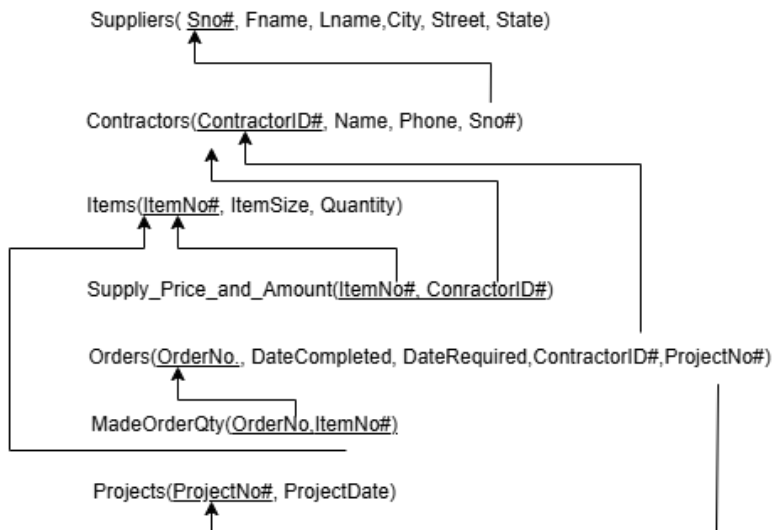 Suppliers( Sno#, Fname, Lname,City, Street, State)
Contractors(ContractorID#, Name, Phone, Sno#)
Items(ItemNo#, ItemSize, Quantity)
Supply_Price_and_Amount(ItemNo#, ConractorID#)
Orders(OrderNo., DateCompleted, DateRequired,ContractorID#,ProjectNo#)
MadeOrderQty(OrderNo,ItemNo#)
Projects(ProjectNo#, ProjectDate)